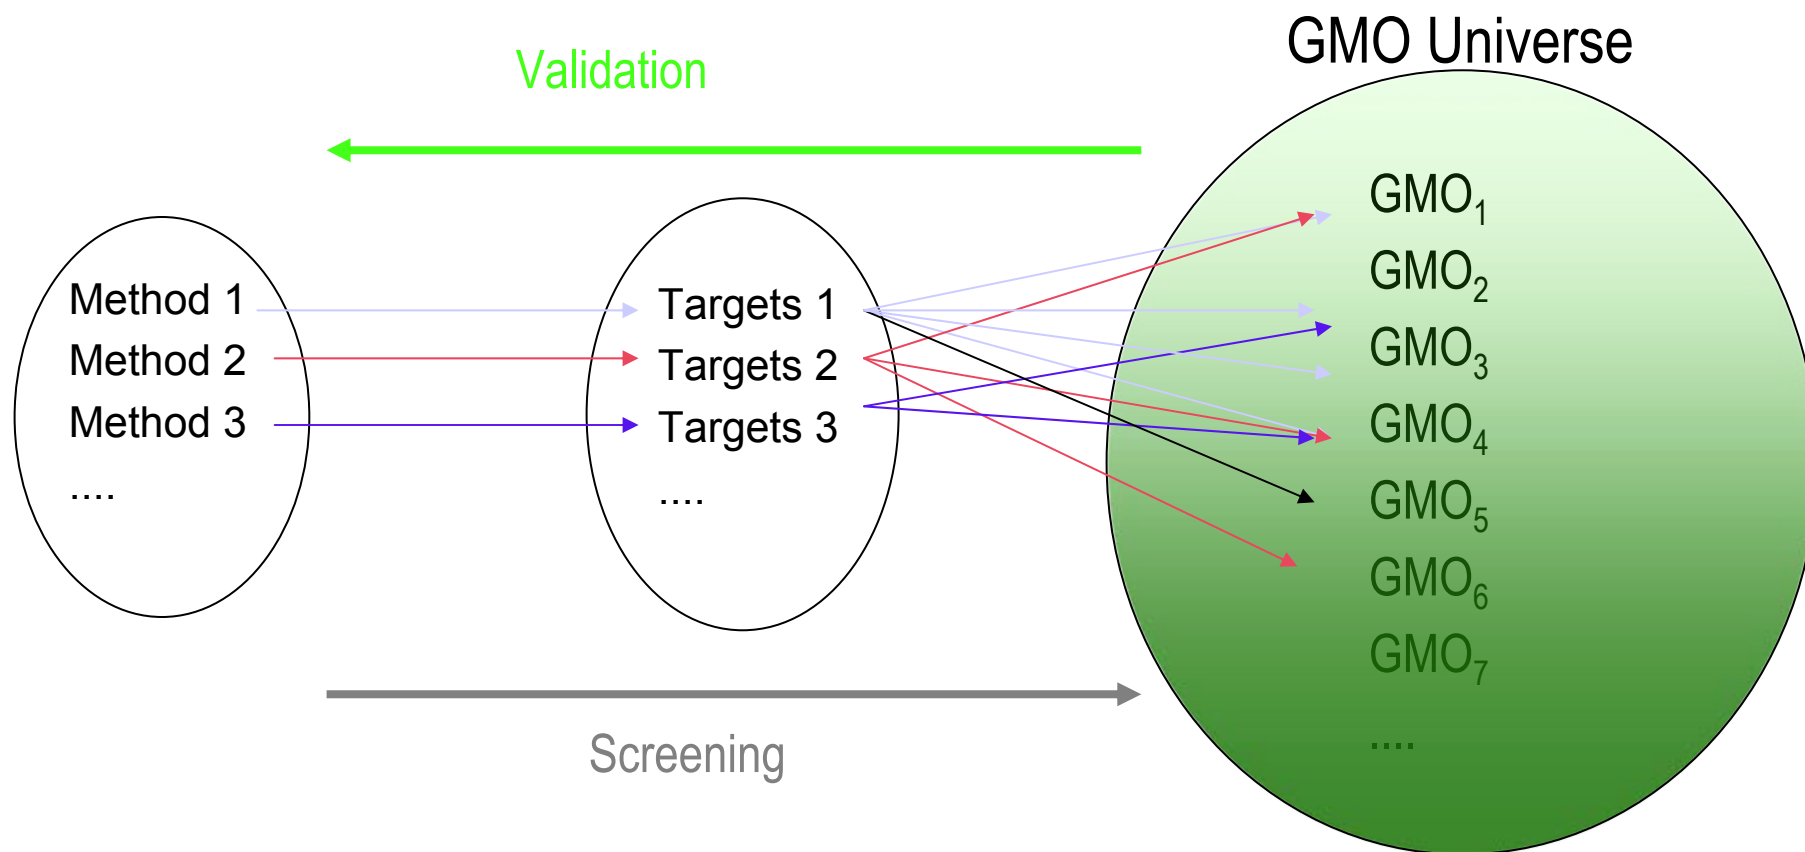 GMO Universe
Validation
Method 1
Method 2
Method 3
....
Targets 1
Targets 2
Targets 3
....
GMO1
GMO2
GMO3
GMO4
GMO5
GMO6
GMO7
....
Screening